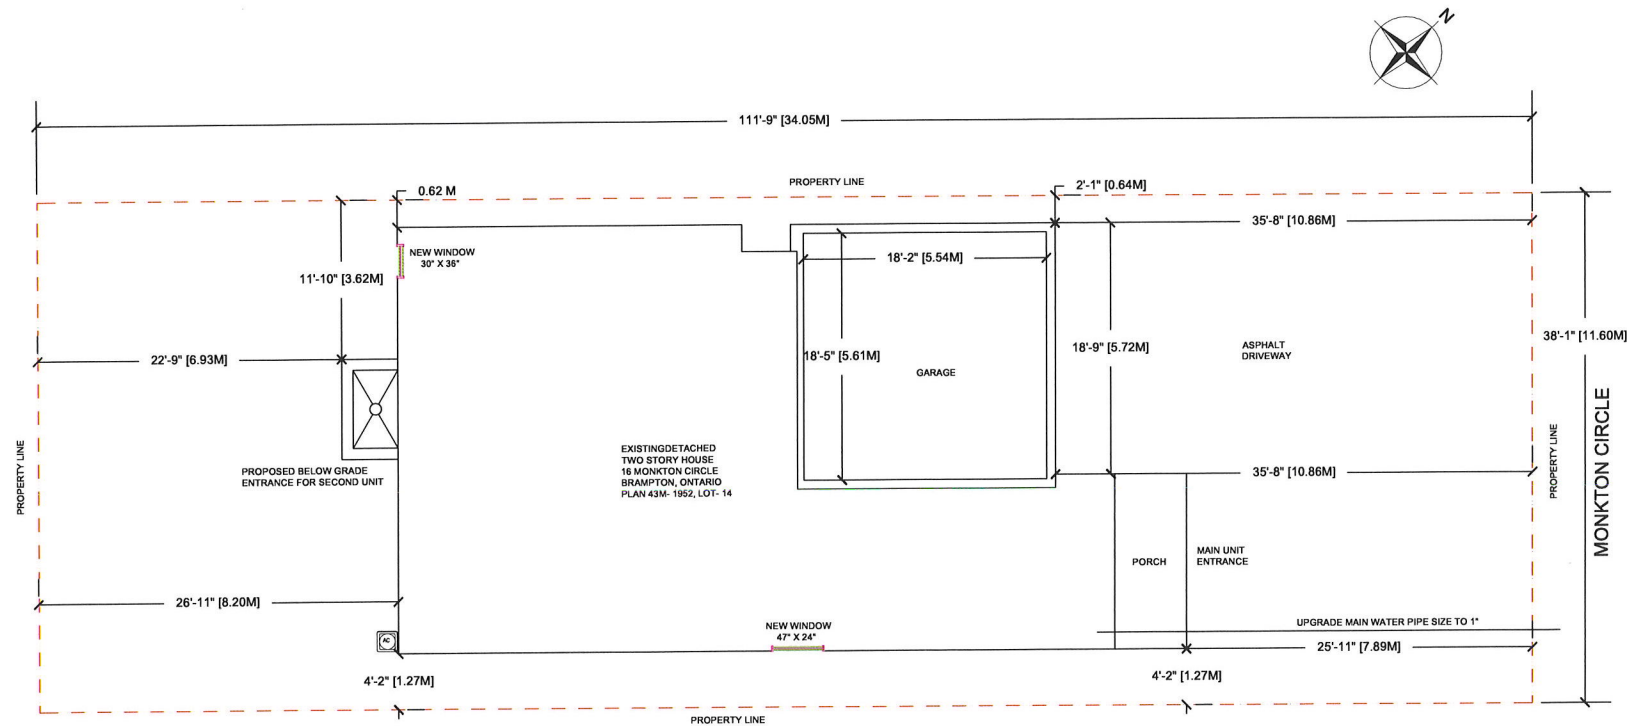 N
111'-9" [34.05M]
PROPERTY LINE
0.62 M
2'-1" [0.64M]
35'-8" [10.86M]
NEW WINDOW
30" X 36"
18'-2" [5.54M]
11'-10" [3.62M]
38'-1" [11.60M]
22'-9" [6.93M]
18'-5" [5.61M]
18'-9" [5.72M]
ASPHALT
DRIVEWAY
GARAGE
MONKTON CIRCLE
PROPERTY LINE
PROPERTY LINE
EXISTINGDETACHED
TWO STORY HOUSE
16 MONKTON CIRCLE
BRAMPTON, ONTARIO
PLAN 43M- 1952, LOT- 14
PROPOSED BELOW GRADE
ENTRANCE FOR SECOND UNIT
35'-8" [10.86M]
PORCH
MAIN UNIT
ENTRANCE
26'-11" [8.20M]
AC
NEW WINDOW
47" X 24"
UPGRADE MAIN WATER PIPE SIZE TO 1"
25'-11" [7.89M]
4'-2" [1.27M]
4'-2" [1.27M]
PROPERTY LINE